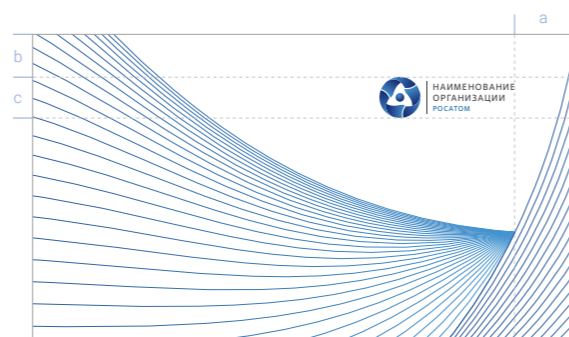 a
b
c
НАИМЕНОВАНИЕ
ОРГАНИЗАЦИИ
РОСАТОМ